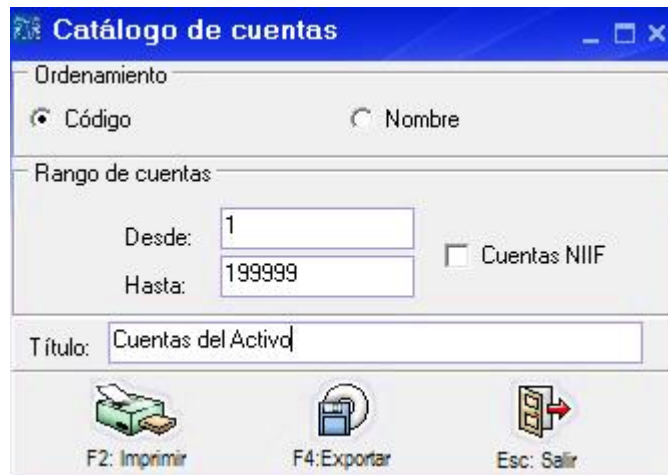 Catálogo de cuentas
Ordenamiento
Código Nombre
Rango de cuentas
Desde: 1
Cuentas NIIF
Hasta: 199999
Título: Cuentas del Activo
F2: Imprimir F4:Exportar Esc: Salir